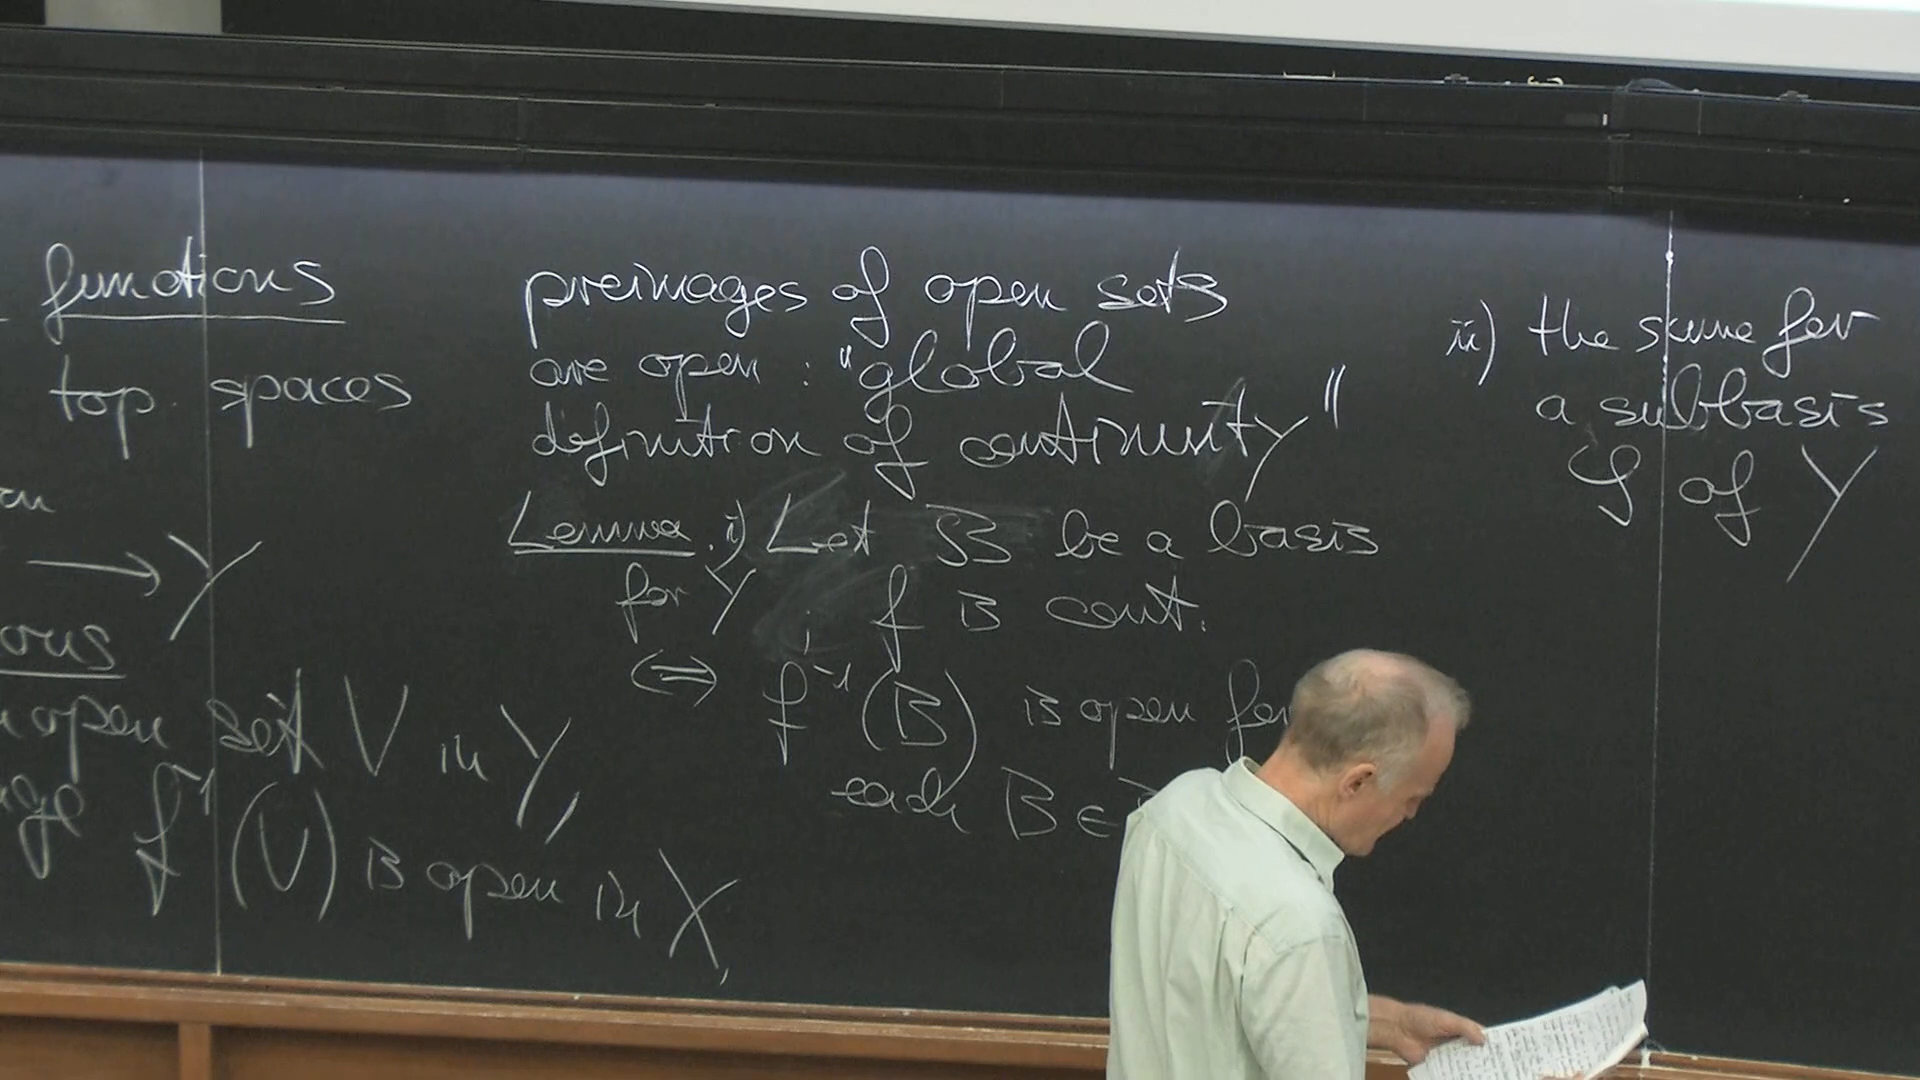 functions
top. spaces
→ Y
open set V in Y,
f⁻¹(V) is open in X,
preimages of open sets
are open : "global
definition of continuity"
Lemma. i) Let B be a basis
for Y, f is cont.
⇔ f⁻¹(B) is open for
each B ∈
ii) the same for
a subbasis
S of Y